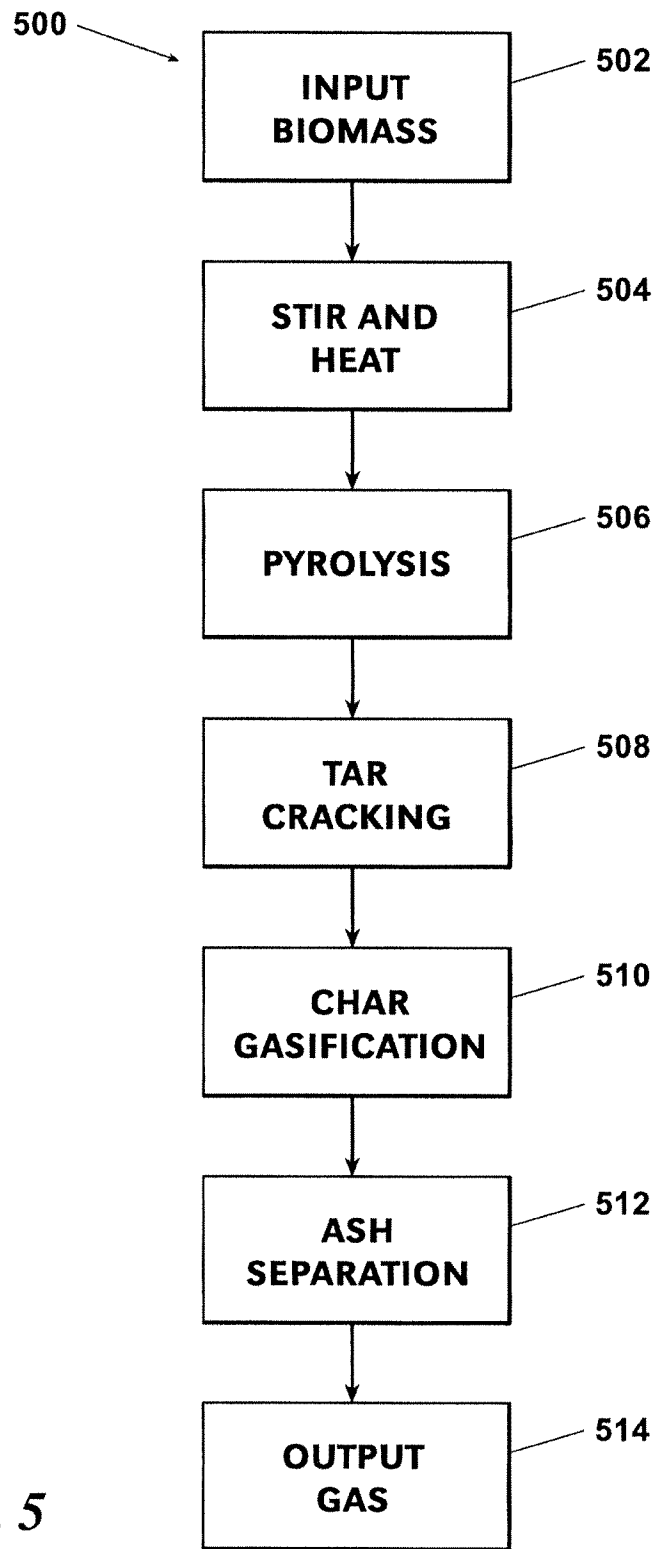 500
502
INPUT
BIOMASS
504
STIR AND
HEAT
506
PYROLYSIS
508
TAR
CRACKING
510
CHAR
GASIFICATION
512
ASH
SEPARATION
514
OUTPUT
GAS
5